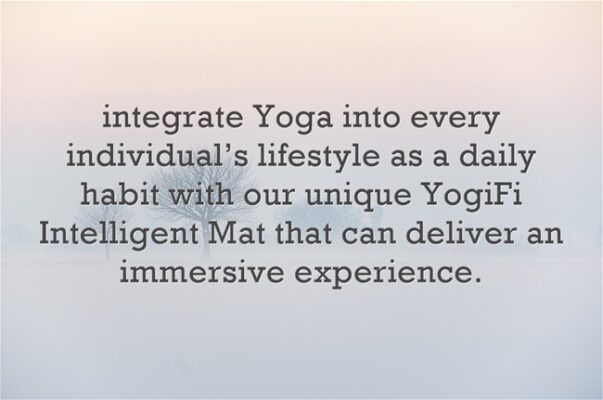 integrate Yoga into every
individual’s lifestyle as a daily
habit with our unique YogiFi
Intelligent Mat that can deliver an
immersive experience.